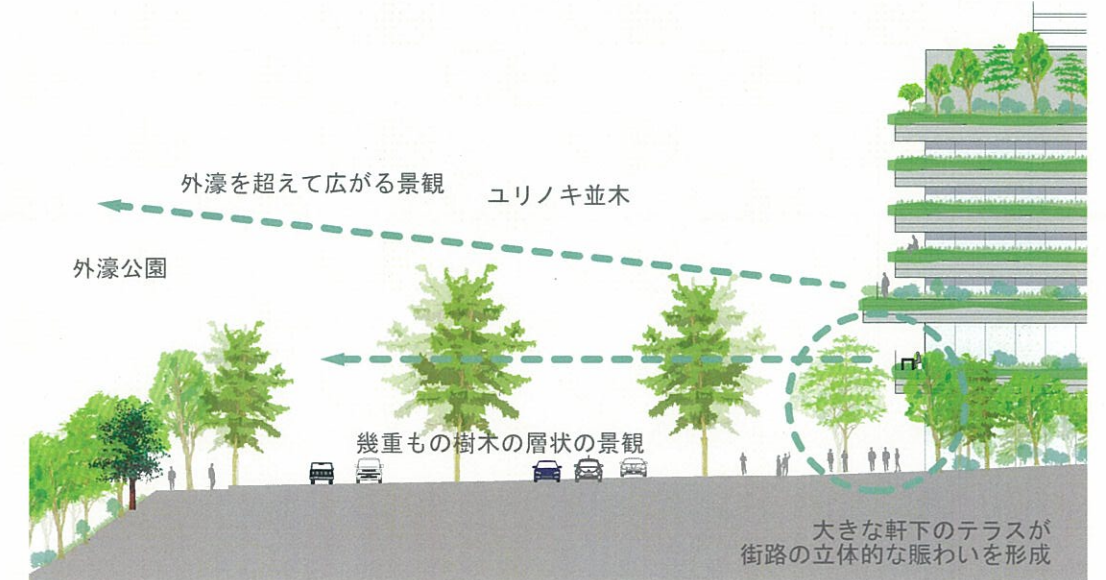 外濠を超えて広がる景観
ユリノキ並木
外濠公園
幾重もの樹木の層状の景観
大きな軒下のテラスが
街路の立体的な賑わいを形成